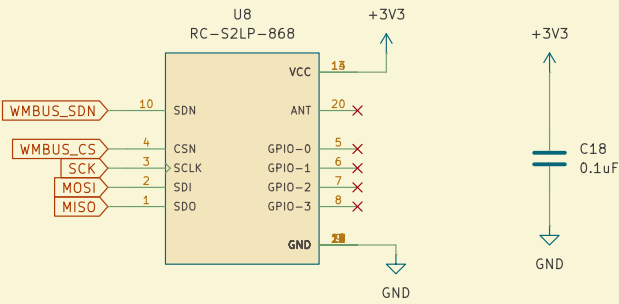 U8
RC-S2LP-868
+3V3
+3V3
VCC
WMBUS_SDN 10 SDN ANT 20
WMBUS_CS 4 CSN GPIO-0 5
SCK 3 SCLK GPIO-1 6
MOSI 2 SDI GPIO-2 7
MISO 1 SDO GPIO-3 8
C18
0.1uF
GND
GND
GND